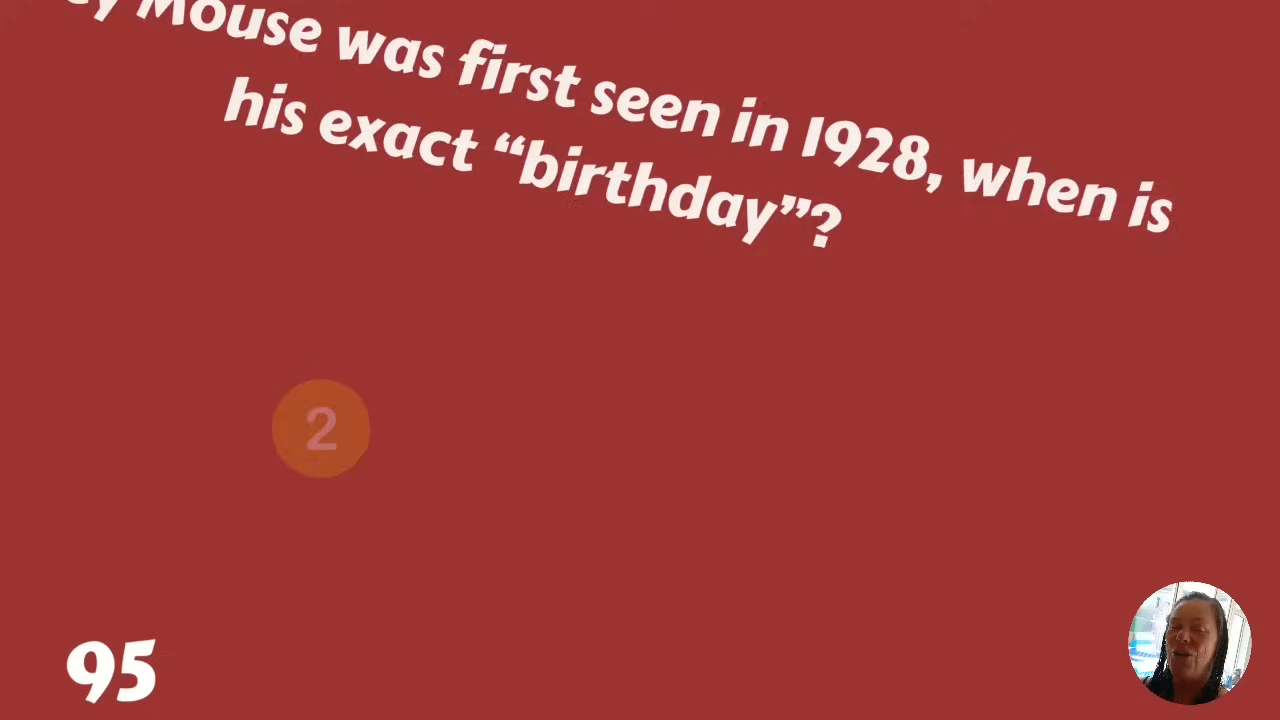 Mouse was first seen in 1928, when is
his exact “birthday”?
2
95